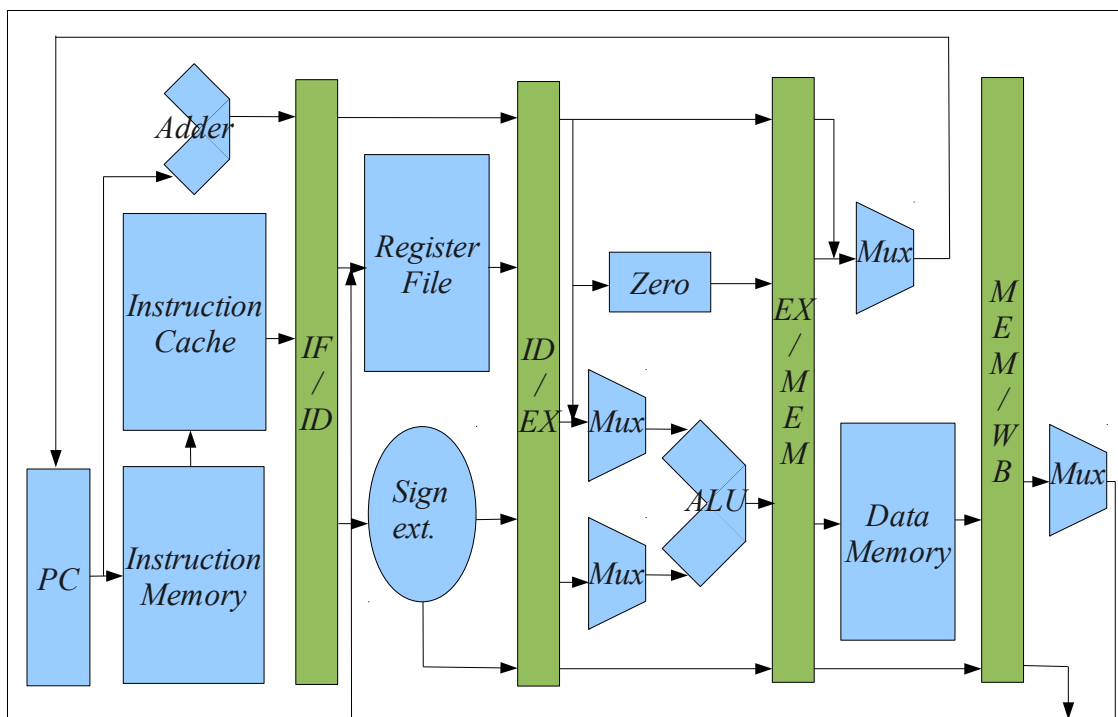 Adder
Instruction
Cache
Instruction
Memory
PC
IF
/
ID
Register
File
Sign
ext.
ID
/
EX
Zero
Mux
Mux
ALU
EX
/
M
E
M
Mux
Data
Memory
M
E
M
/
W
B
Mux